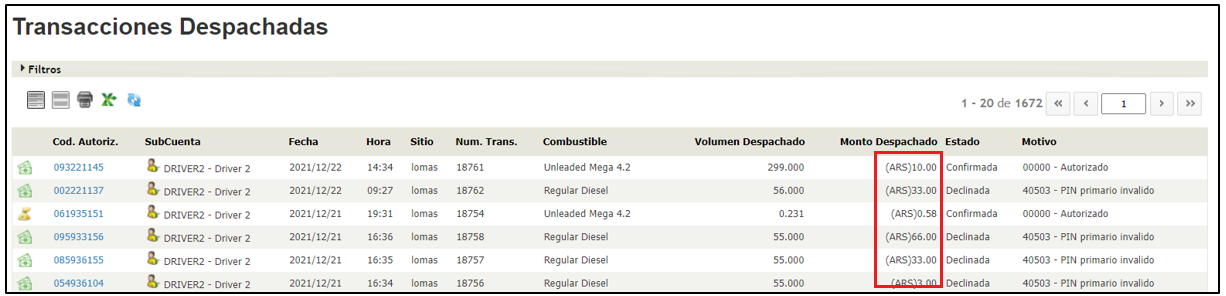 Transacciones Despachadas
Filtros
1 - 20 de 1672 « ‹ 1 › »
Cod. Autoriz. SubCuenta Fecha Hora Sitio Num. Trans. Combustible Volumen Despachado Monto Despachado Estado Motivo
093221145 DRIVER2 - Driver 2 2021/12/22 14:34 lomas 18761 Unleaded Mega 4.2 299.000 (ARS)10.00 Confirmada 00000 - Autorizado
002221137 DRIVER2 - Driver 2 2021/12/22 09:27 lomas 18762 Regular Diesel 56.000 (ARS)33.00 Declinada 40503 - PIN primario invalido
061935151 DRIVER2 - Driver 2 2021/12/21 19:31 lomas 18754 Unleaded Mega 4.2 0.231 (ARS)0.58 Confirmada 00000 - Autorizado
095933156 DRIVER2 - Driver 2 2021/12/21 16:36 lomas 18758 Regular Diesel 55.000 (ARS)66.00 Declinada 40503 - PIN primario invalido
085936155 DRIVER2 - Driver 2 2021/12/21 16:35 lomas 18757 Regular Diesel 55.000 (ARS)33.00 Declinada 40503 - PIN primario invalido
054936104 DRIVER2 - Driver 2 2021/12/21 16:34 lomas 18756 Regular Diesel 55.000 (ARS)3.00 Declinada 40503 - PIN primario invalido